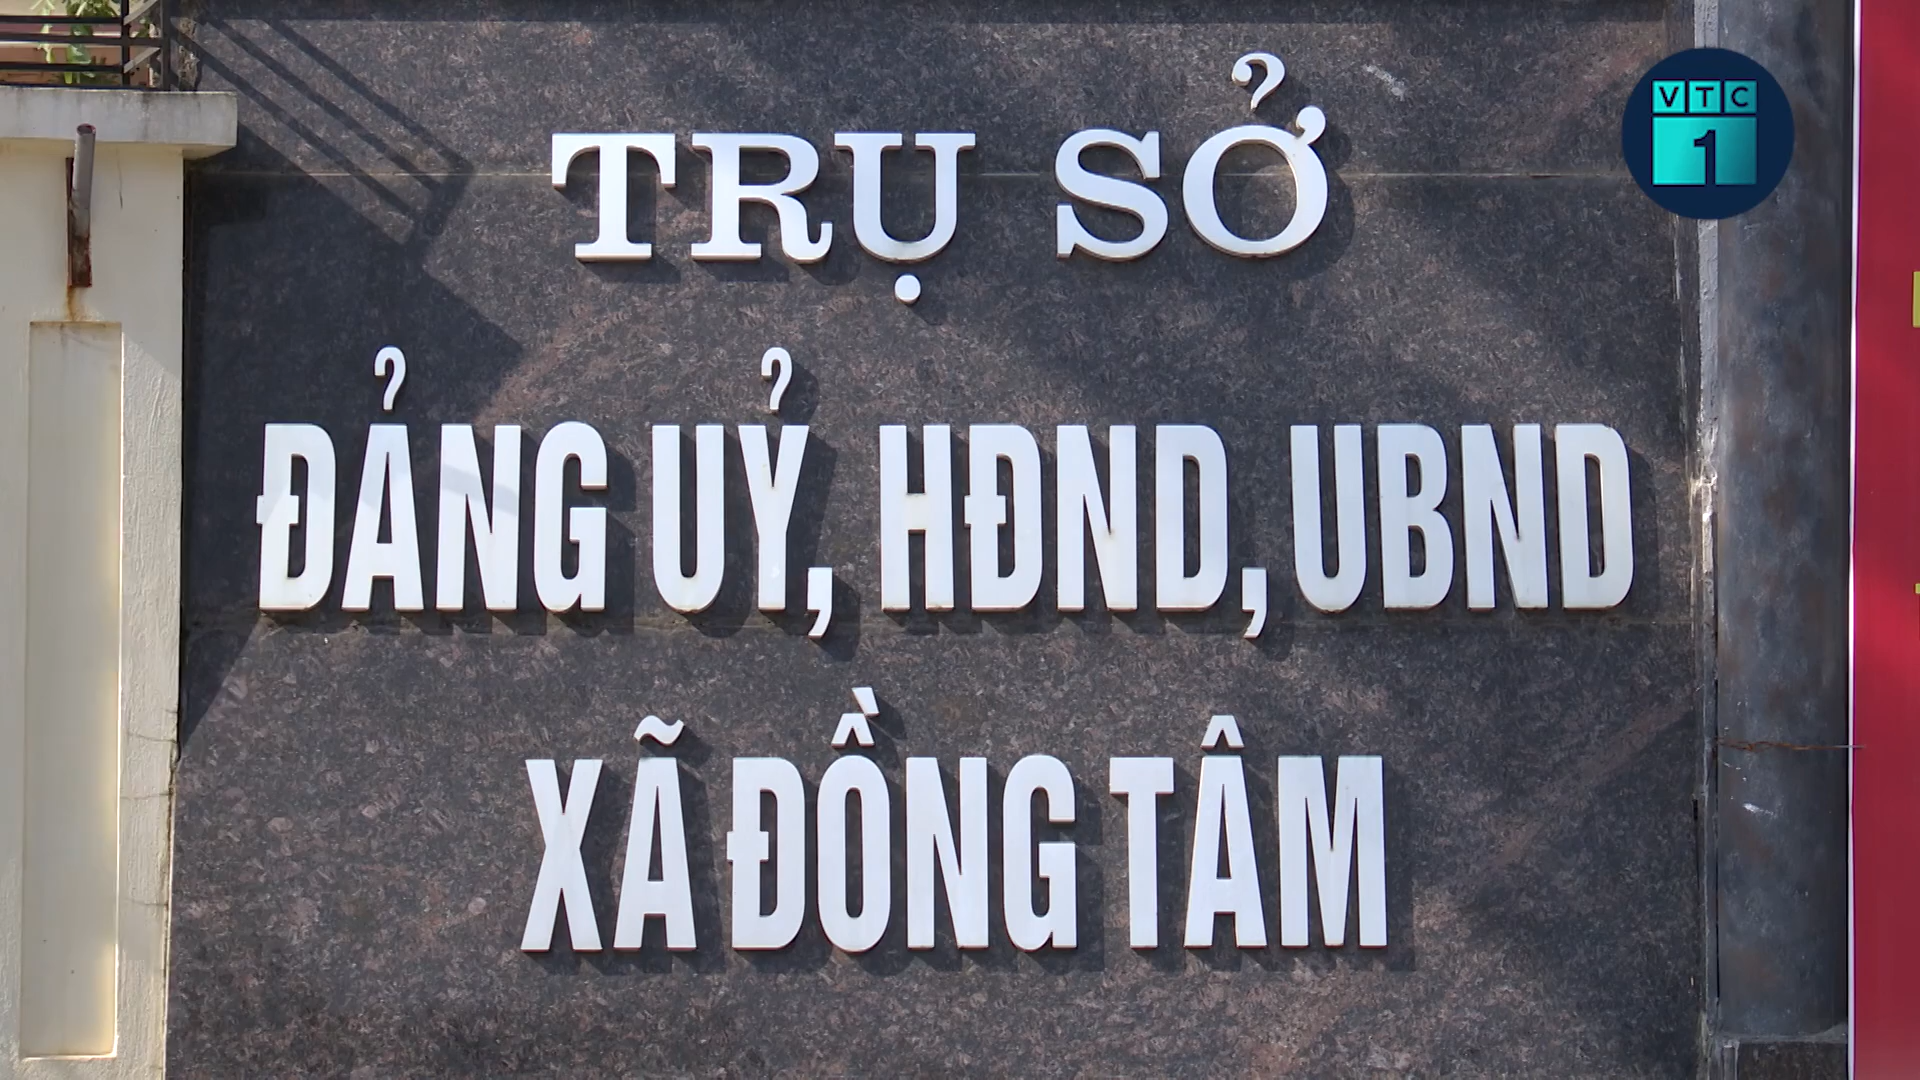 VTC
1
TRỤ SỞ
ĐẢNG UỶ, HĐND, UBND
XÃ ĐỒNG TÂM